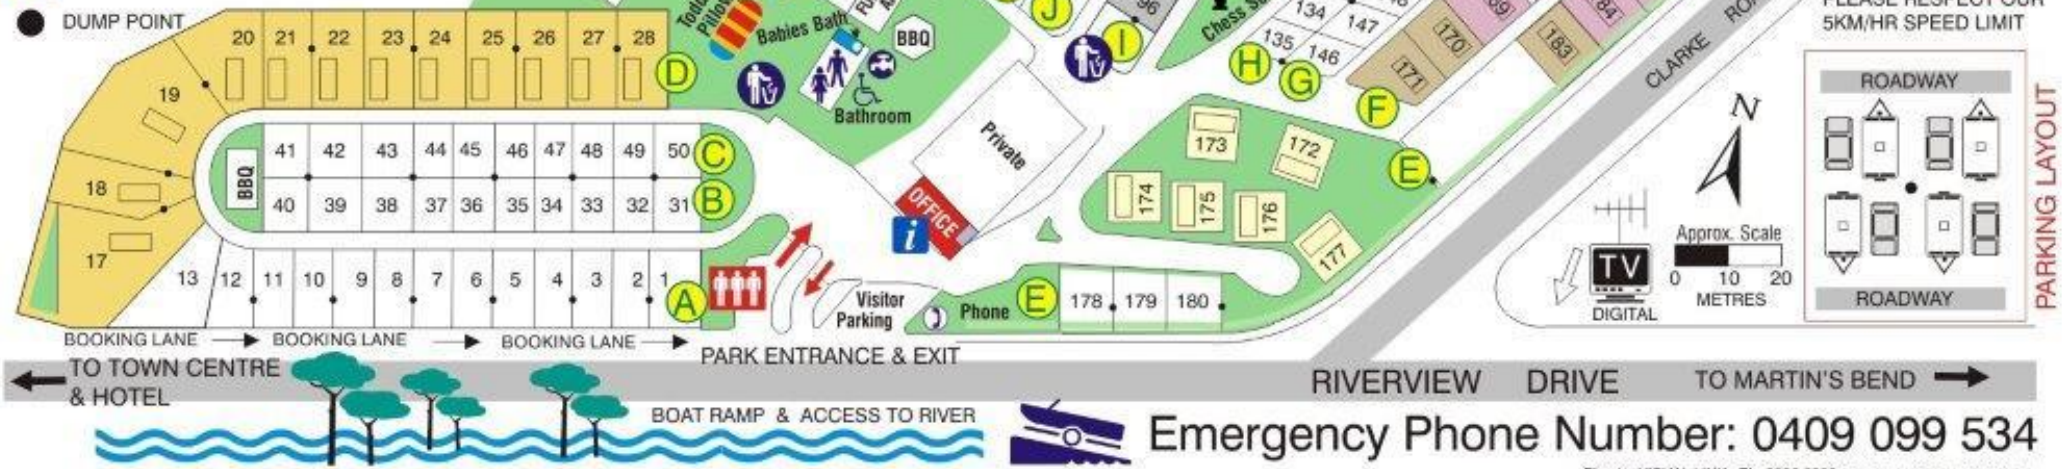 DUMP POINT
20 21 22 23 24 25 26 27 28
D
19
18
17
BBQ
41 42 43 44 45 46 47 48 49 50
C
40 39 38 37 36 35 34 33 32 31
B
13 12 11 10 9 8 7 6 5 4 3 2 1
A
BOOKING LANE
BOOKING LANE
BOOKING LANE
PARK ENTRANCE & EXIT
Babies Bath
BBQ
Bathroom
J
96
I
Private
OFFICE
i
Visitor
Parking
Phone
E
178 179 180
134 147
135 146
H
G
F
170
171
183
184
173
172
174
175
176
177
E
CLARKE
N
Approx. Scale
0 10 20
METRES
TV
DIGITAL
5KM/HR SPEED LIMIT
ROADWAY
ROADWAY
PARKING LAYOUT
TO TOWN CENTRE
& HOTEL
RIVERVIEW DRIVE
TO MARTIN'S BEND
BOAT RAMP & ACCESS TO RIVER
Emergency Phone Number: 0409 099 534